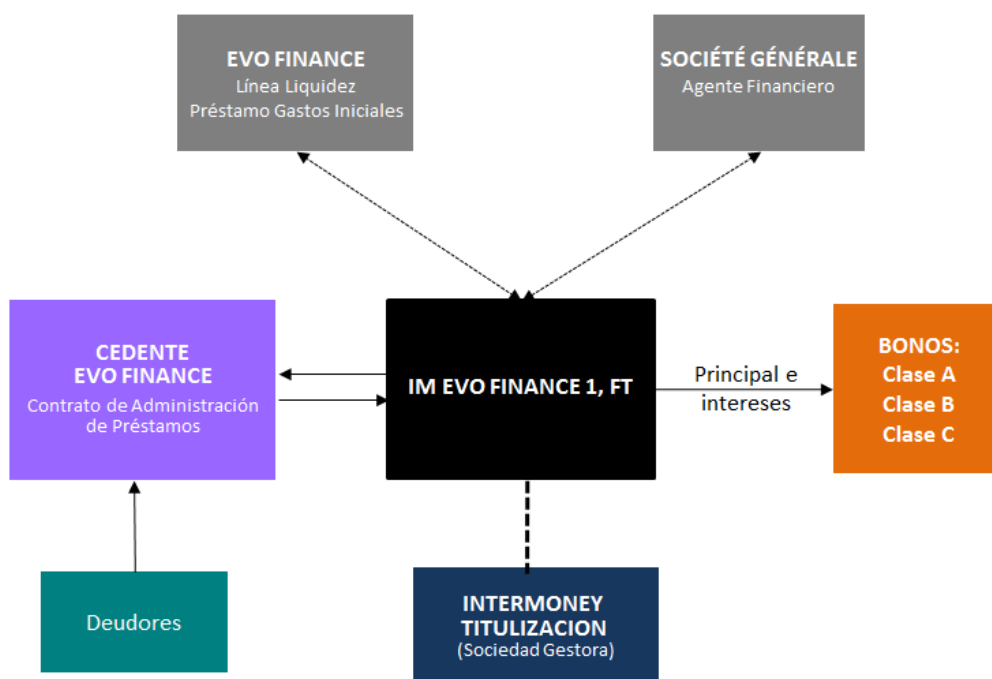 EVO FINANCE
Línea Liquidez
Préstamo Gastos Iniciales
SOCIÉTÉ GÉNÉRALE
Agente Financiero
CEDENTE
EVO FINANCE
Contrato de Administración
de Préstamos
IM EVO FINANCE 1, FT
Principal e
intereses
BONOS:
Clase A
Clase B
Clase C
Deudores
INTERMONEY
TITULIZACION
(Sociedad Gestora)